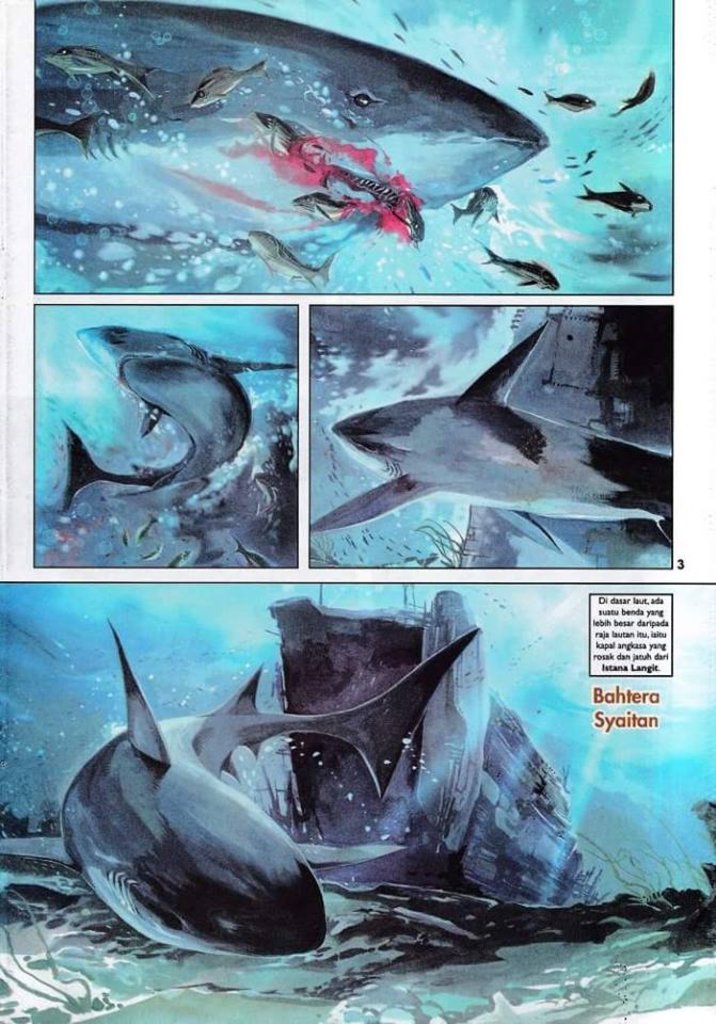 3
Di dasar laut, ada
suatu benda yang
lebih besar daripada
raja lautan itu, iaitu
kapal angkasa yang
rosak dan jatuh dari
Istana Langit.
Bahtera
Syaitan